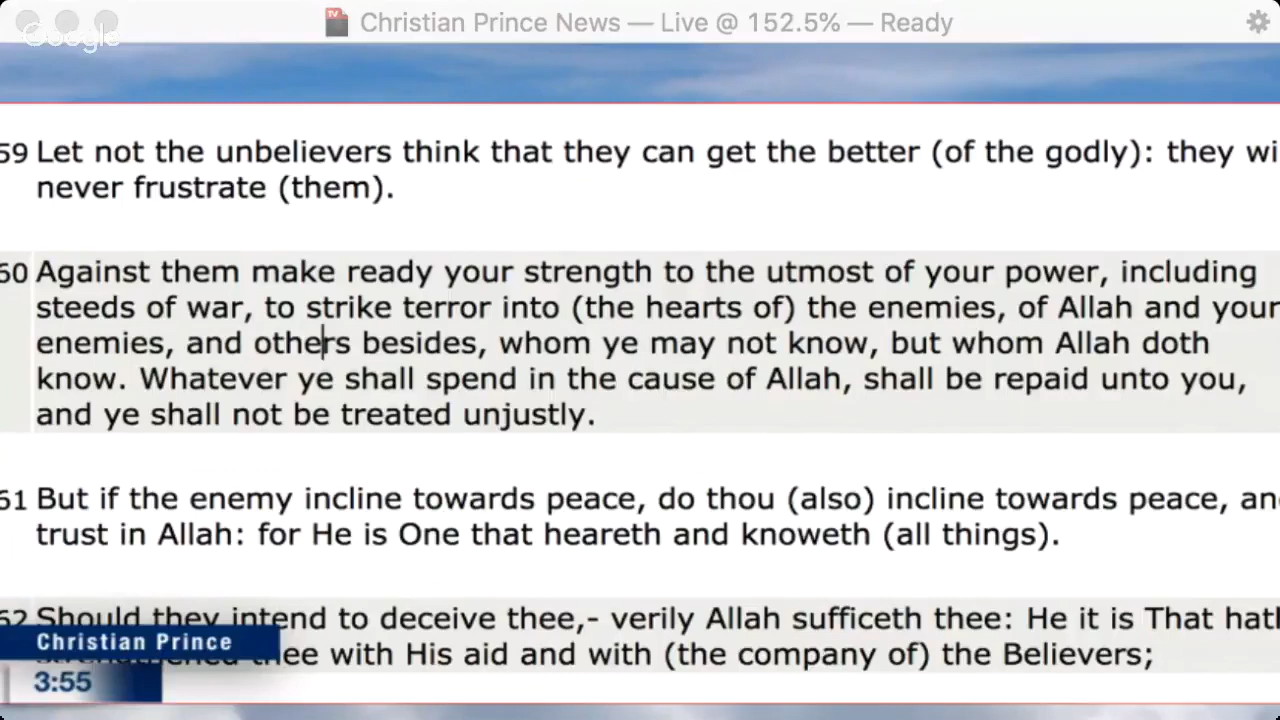 Christian Prince News — Live @ 152.5% — Ready
Google
59 Let not the unbelievers think that they can get the better (of the godly): they
never frustrate (them).
60 Against them make ready your strength to the utmost of your power, including
steeds of war, to strike terror into (the hearts of) the enemies, of Allah and your
enemies, and others besides, whom ye may not know, but whom Allah doth
know. Whatever ye shall spend in the cause of Allah, shall be repaid unto you,
and ye shall not be treated unjustly.
61 But if the enemy incline towards peace, do thou (also) incline towards peace,
trust in Allah: for He is One that heareth and knoweth (all things).
62 Should they intend to deceive thee,- verily Allah sufficeth thee: He it is That hath
thee with His aid and with (the company of) the Believers;
Christian Prince
3:55